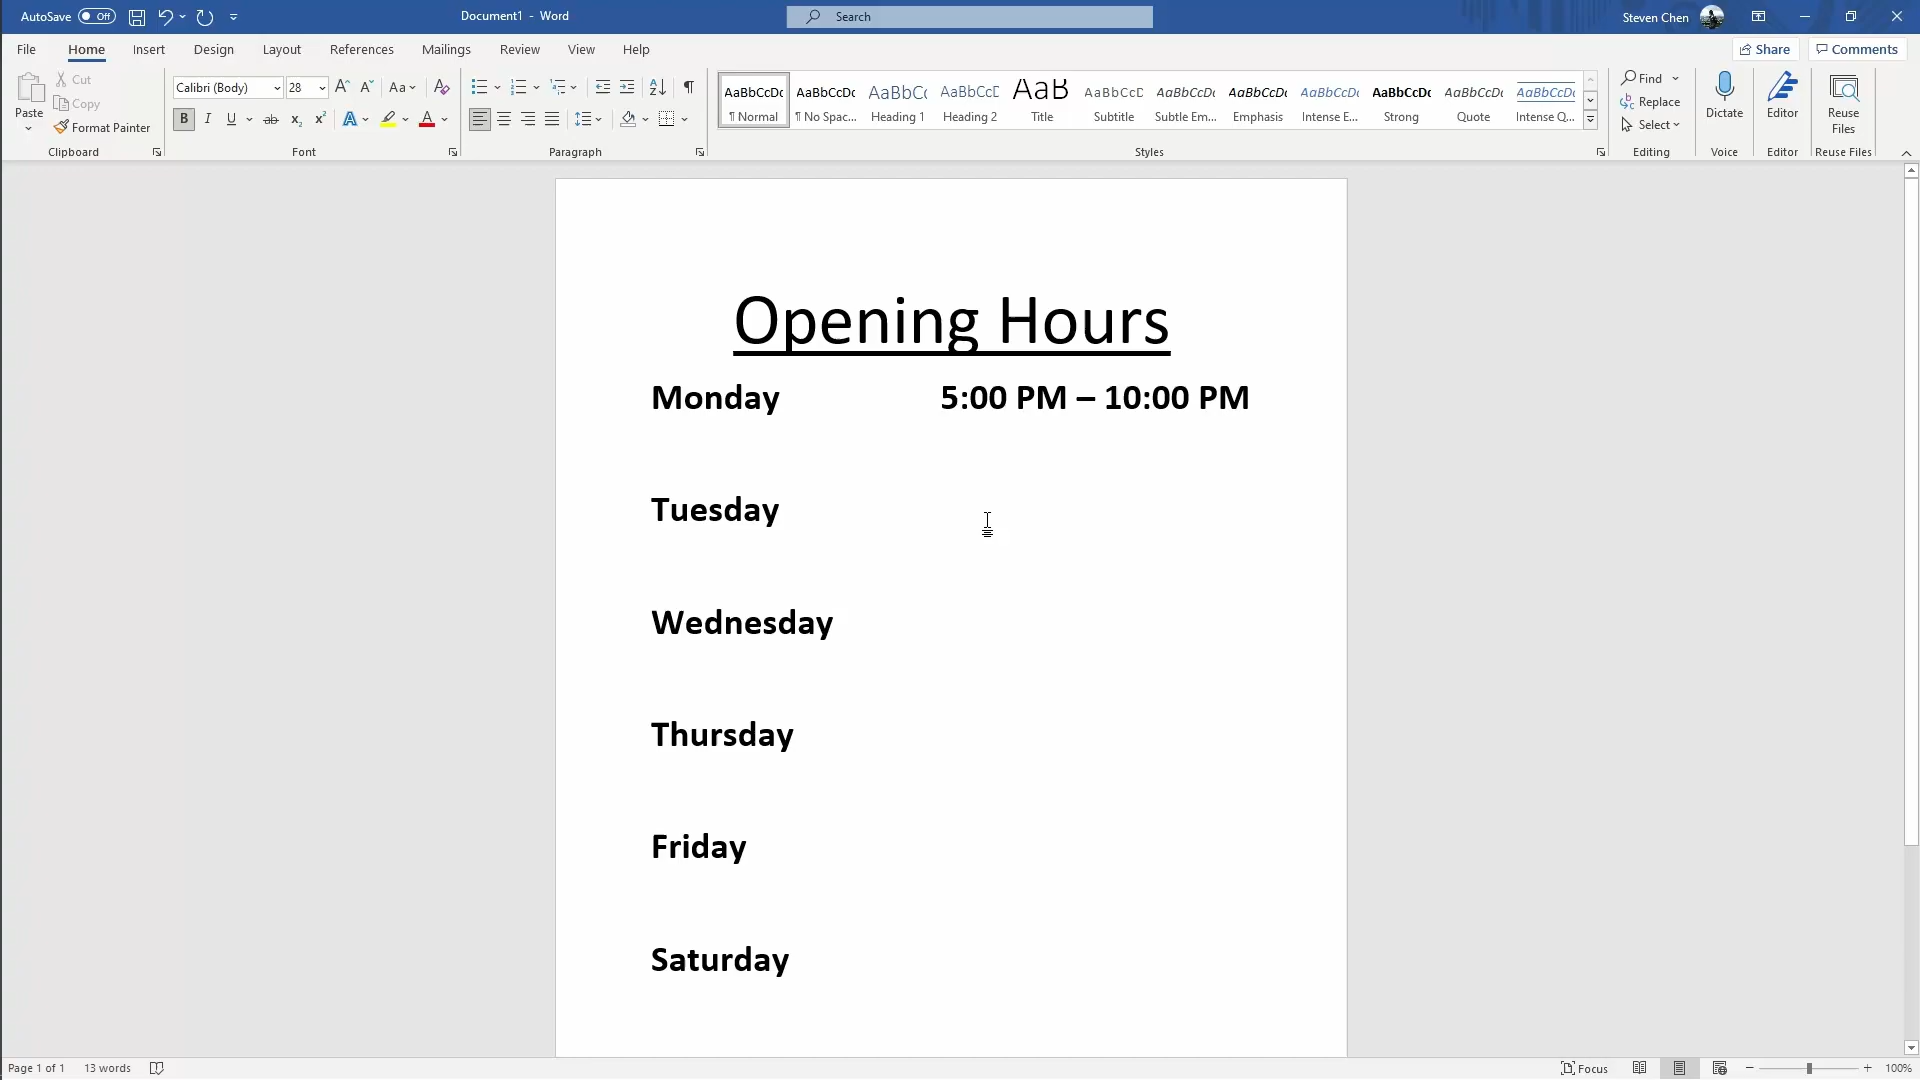 AutoSave Off Document1 - Word Search Steven Chen
File Home Insert Design Layout References Mailings Review View Help Share Comments
Paste Cut Copy Format Painter Clipboard
Calibri (Body) 28 Aa Font
Paragraph
AaBbCcDc ¶ Normal
AaBbCcDc ¶ No Spac...
AaBbCc Heading 1
AaBbCcD Heading 2
AaB Title
AaBbCcD Subtitle
AaBbCcDc Subtle Em...
AaBbCcDc Emphasis
AaBbCcDc Intense E...
AaBbCcDc Strong
AaBbCcDc Quote
AaBbCcDc Intense Q...
Styles
Find Replace Select Editing
Dictate Voice
Editor Editor
Reuse Files Reuse Files
Opening Hours
Monday 5:00 PM – 10:00 PM
Tuesday
Wednesday
Thursday
Friday
Saturday
Page 1 of 1 13 words Focus 100%